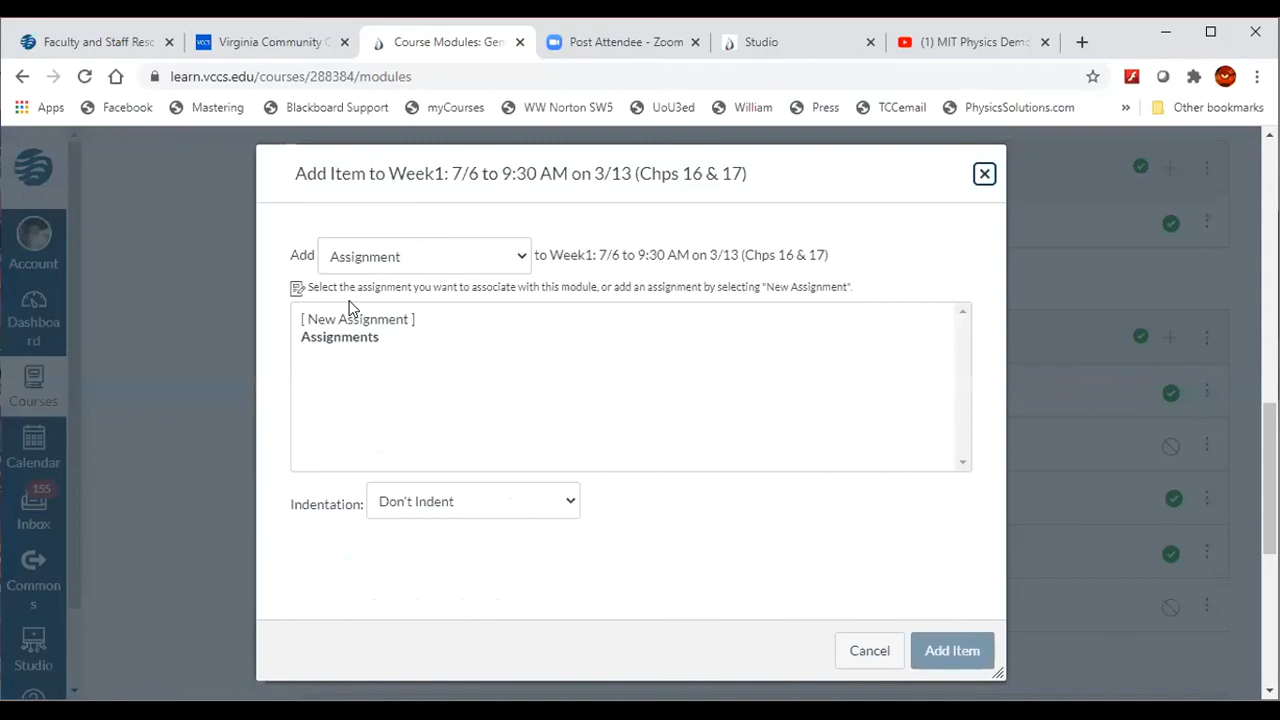 Faculty and Staff Resc
Virginia Community C
Course Modules: Gen
Post Attendee - Zoom
Studio
(1) MIT Physics Demo
learn.vccs.edu/courses/288384/modules
Apps
Facebook
Mastering
Blackboard Support
myCourses
WW Norton SW5
UoU3ed
William
Press
TCCemail
PhysicsSolutions.com
»
Other bookmarks
Account
Dashboa
rd
Courses
Calendar
155
Inbox
Common
s
Studio
Add Item to Week1: 7/6 to 9:30 AM on 3/13 (Chps 16 & 17)
Add Assignment to Week1: 7/6 to 9:30 AM on 3/13 (Chps 16 & 17)
Select the assignment you want to associate with this module, or add an assignment by selecting "New Assignment".
[ New Assignment ]
Assignments
Indentation: Don't Indent
Cancel
Add Item